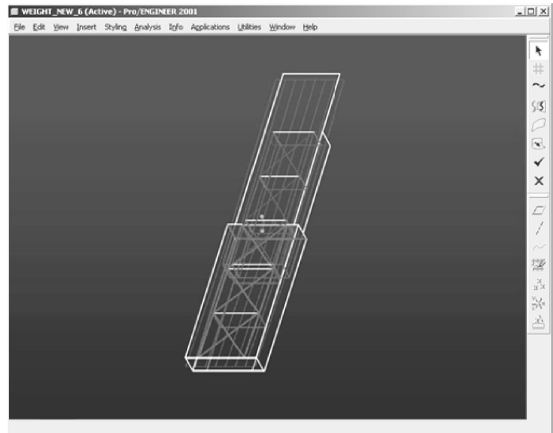 WEIGHT_NEW_6 (Active) - Pro/ENGINEER 2001
File Edit View Insert Styling Analysis Info Applications Utilities Window Help